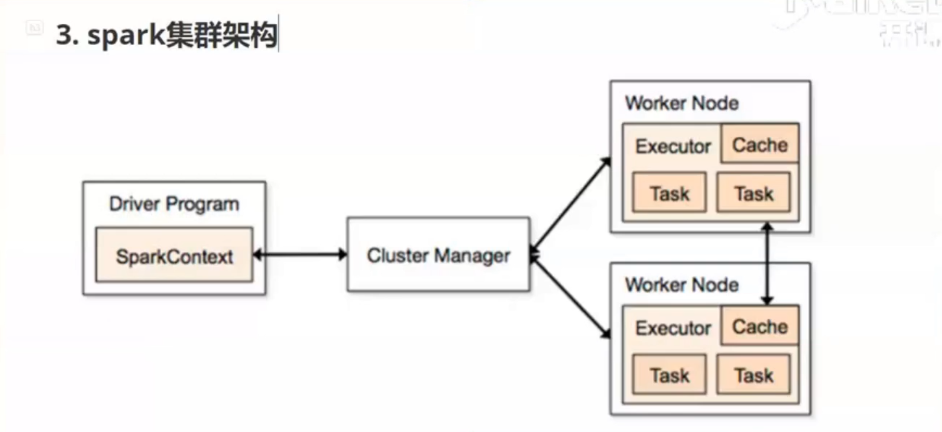 3. spark集群架构
Driver Program
SparkContext
Cluster Manager
Worker Node
Executor
Cache
Task
Task
Worker Node
Executor
Cache
Task
Task